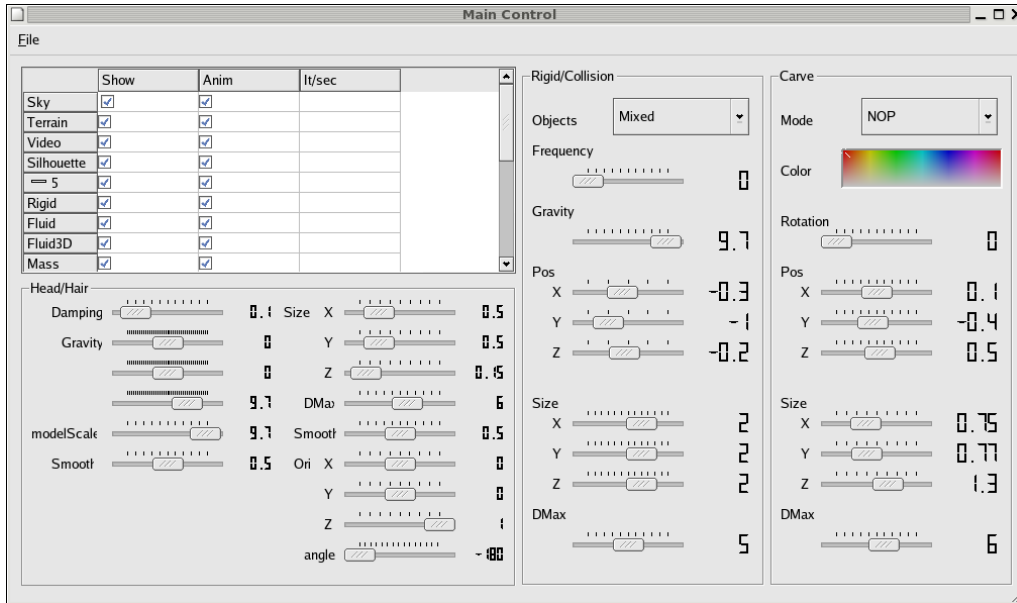 Main Control
File
Show Anim It/sec
Sky
Terrain
Video
Silhouette
5
Rigid
Fluid
Fluid3D
Mass
Head/Hair
Damping 0.1
Gravity 0
0
9.7
modelScale 9.7
Smooth 0.5
Size X 0.5
Y 0.5
Z 0.15
DMax 6
Smooth 0.5
Ori X 0
Y 0
Z 1
angle -180
Rigid/Collision
Objects Mixed
Frequency
0
Gravity
9.7
Pos
X -0.3
Y -1
Z -0.2
Size
X 2
Y 2
Z 2
DMax
5
Carve
Mode NOP
Color
Rotation
0
Pos
X 0.1
Y -0.4
Z 0.5
Size
X 0.75
Y 0.77
Z 1.3
DMax
6